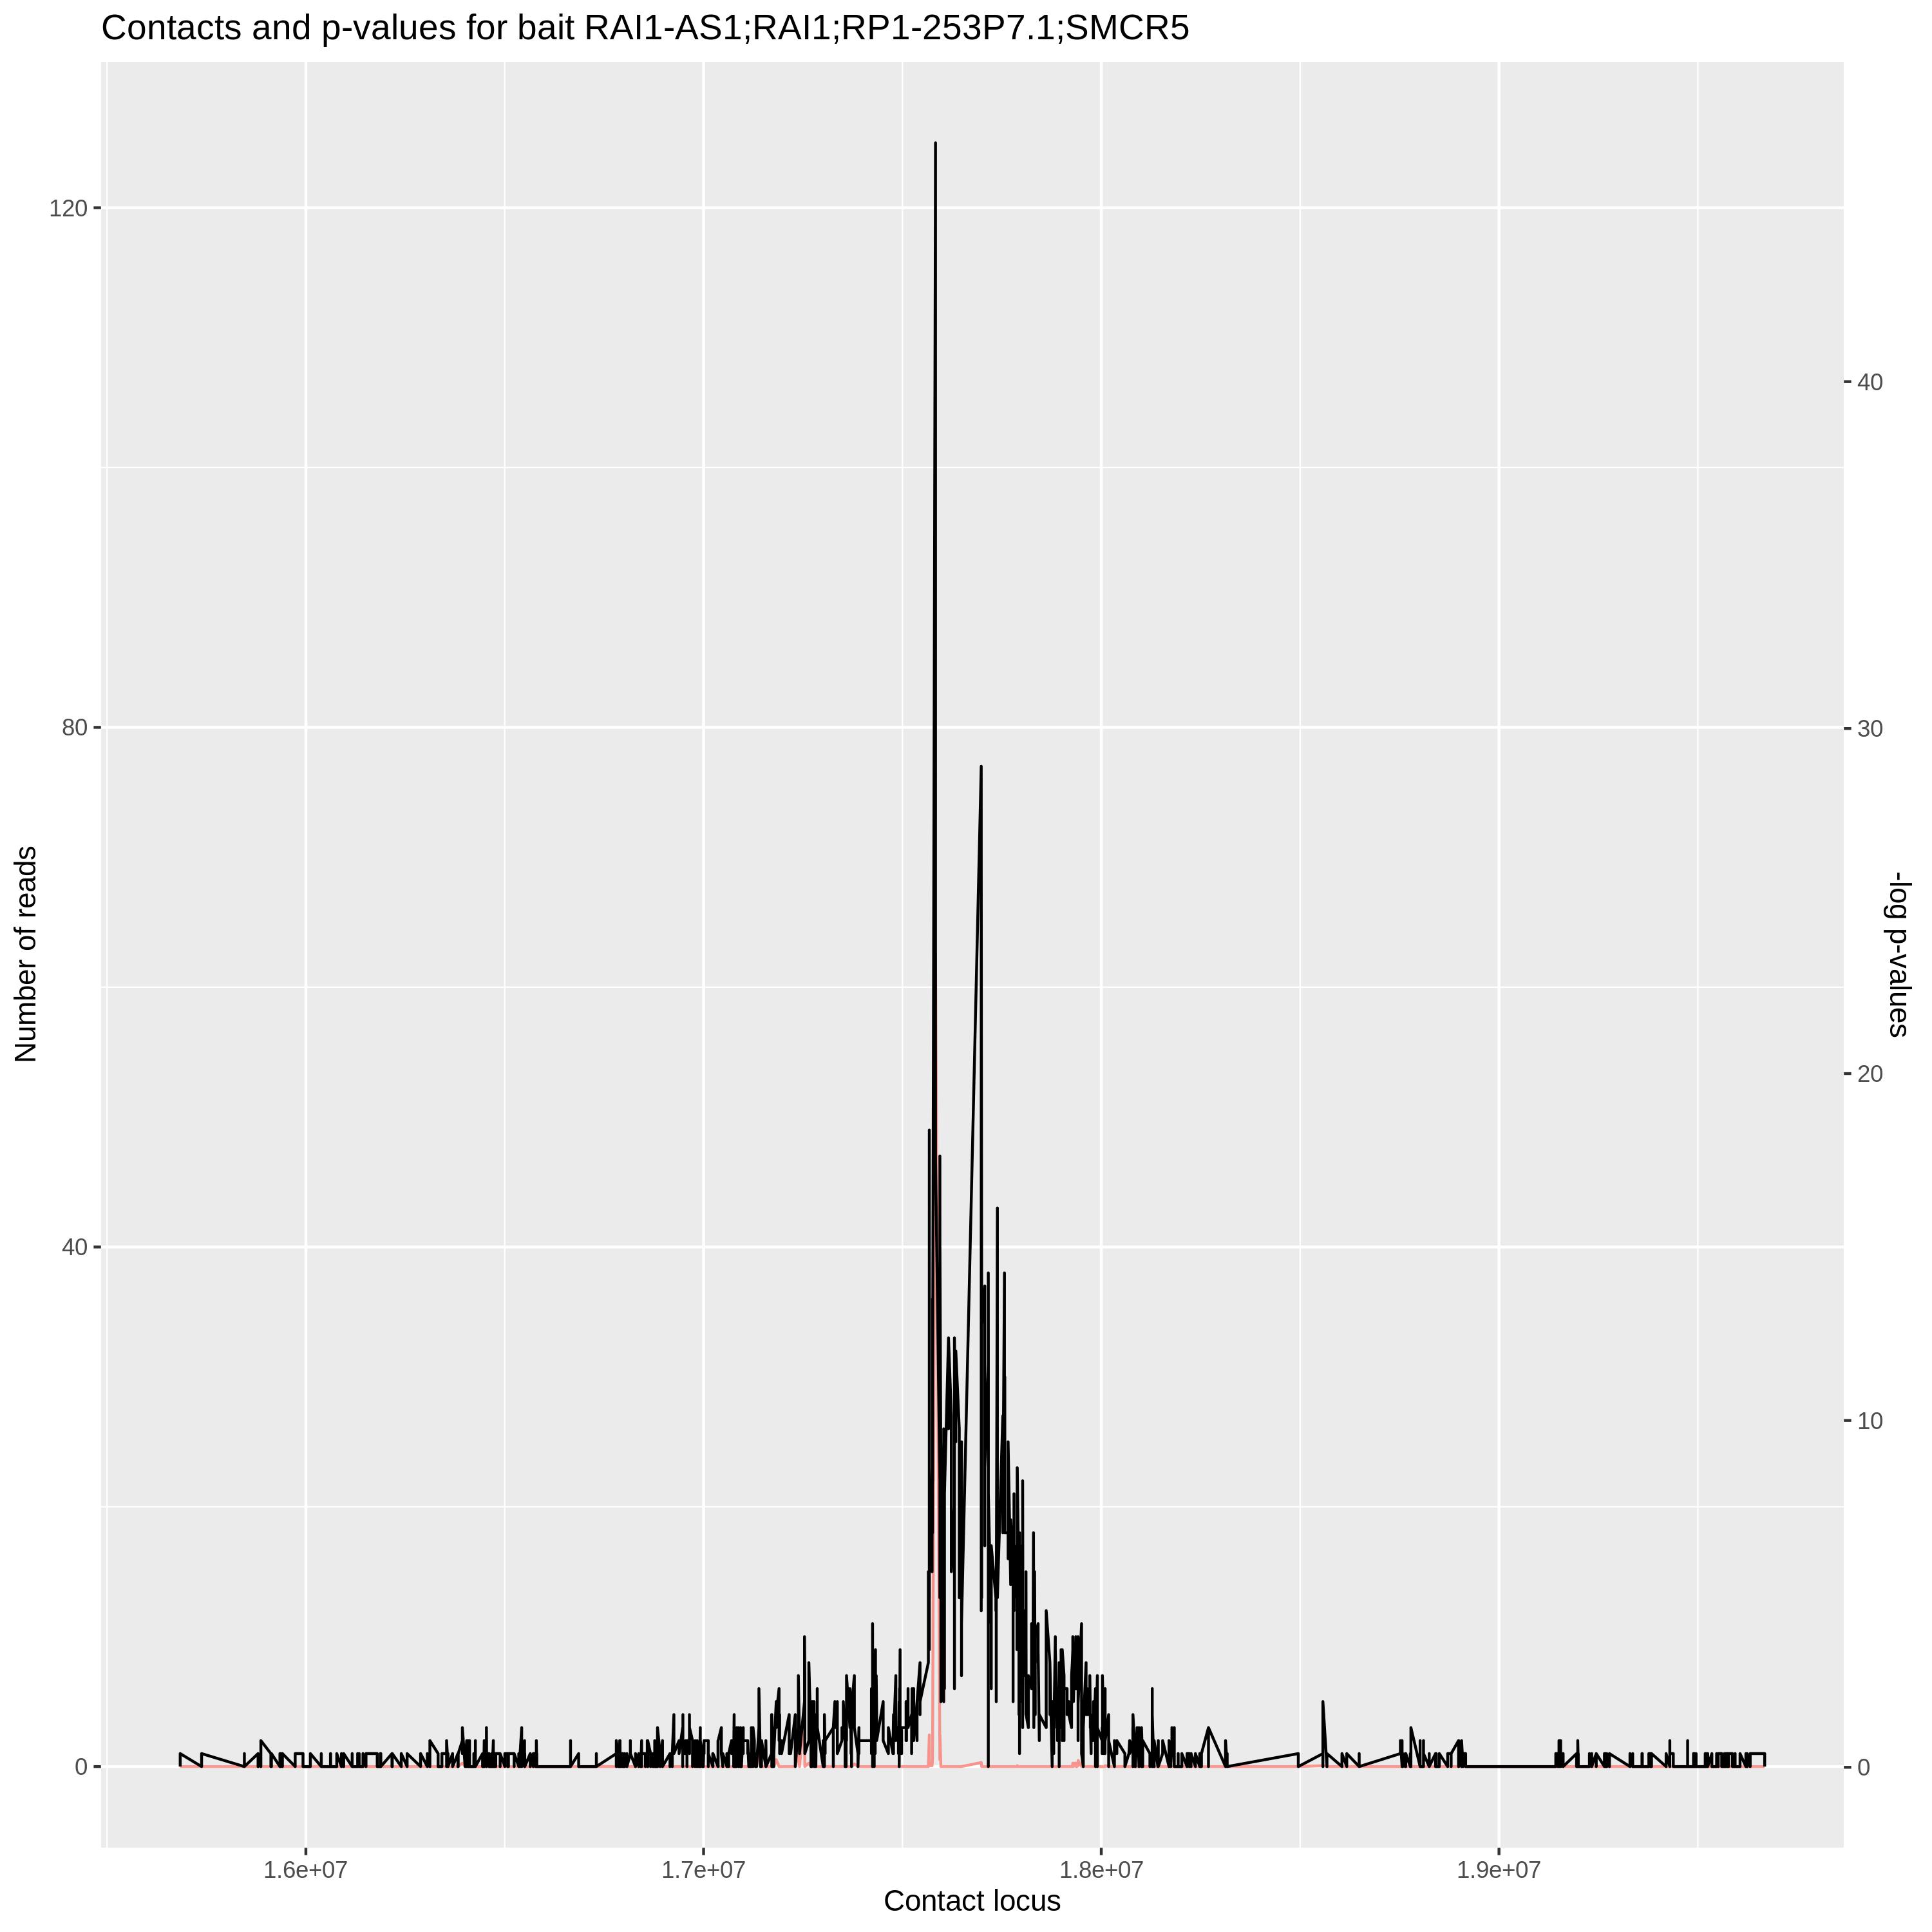 Contacts and p-values for bait RAI1-AS1;RAI1;RP1-253P7.1;SMCR5
120
80
40
0
Number of reads
40
30
20
10
0
-log p-values
1.6e+07
1.7e+07
1.8e+07
1.9e+07
Contact locus